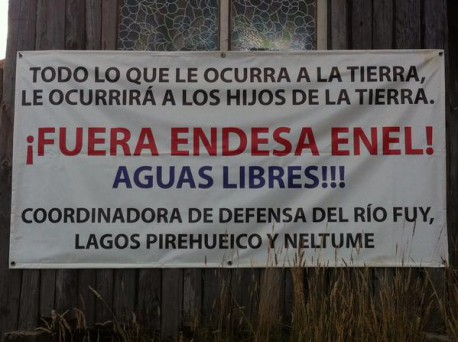 TODO LO QUE LE OCURRA A LA TIERRA,
LE OCURRIRÁ A LOS HIJOS DE LA TIERRA.
¡FUERA ENDESA ENEL!
AGUAS LIBRES!!!
COORDINADORA DE DEFENSA DEL RÍO FUY,
LAGOS PIREHUEICO Y NELTUME